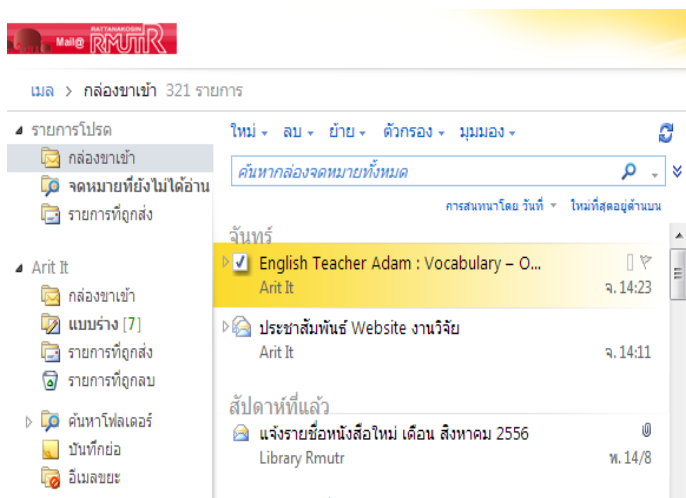 Mail@ RATTANAKOSIN RMUTR
เมล > กล่องขาเข้า 321 รายการ
รายการโปรด
กล่องขาเข้า
จดหมายที่ยังไม่ได้อ่าน
รายการที่ถูกส่ง
Arit It
กล่องขาเข้า
แบบร่าง [7]
รายการที่ถูกส่ง
รายการที่ถูกลบ
ค้นหาโฟลเดอร์
บันทึกย่อ
อีเมลขยะ
ใหม่ ลบ ย้าย ตัวกรอง มุมมอง
ค้นหากล่องจดหมายทั้งหมด
การสนทนาโดย วันที่ ใหม่ที่สุดอยู่ด้านบน
จันทร์
English Teacher Adam : Vocabulary – O...
Arit It จ. 14:23
ประชาสัมพันธ์ Website งานวิจัย
Arit It จ. 14:11
สัปดาห์ที่แล้ว
แจ้งรายชื่อหนังสือใหม่ เดือน สิงหาคม 2556
Library Rmutr พ. 14/8